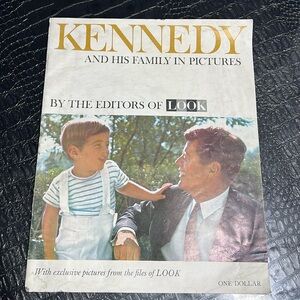 KENNEDY
AND HIS FAMILY IN PICTURES
BY THE EDITORS OF LOOK
With exclusive pictures from the files of LOOK
ONE DOLLAR